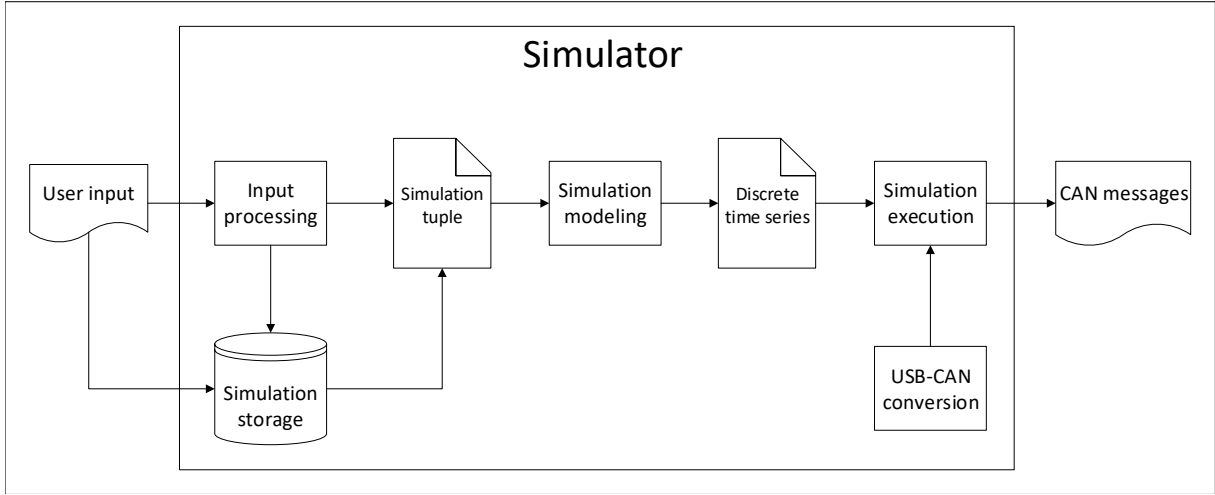 Simulator
User input
Input
processing
Simulation
tuple
Simulation
modeling
Discrete
time series
Simulation
execution
CAN messages
Simulation
storage
USB-CAN
conversion